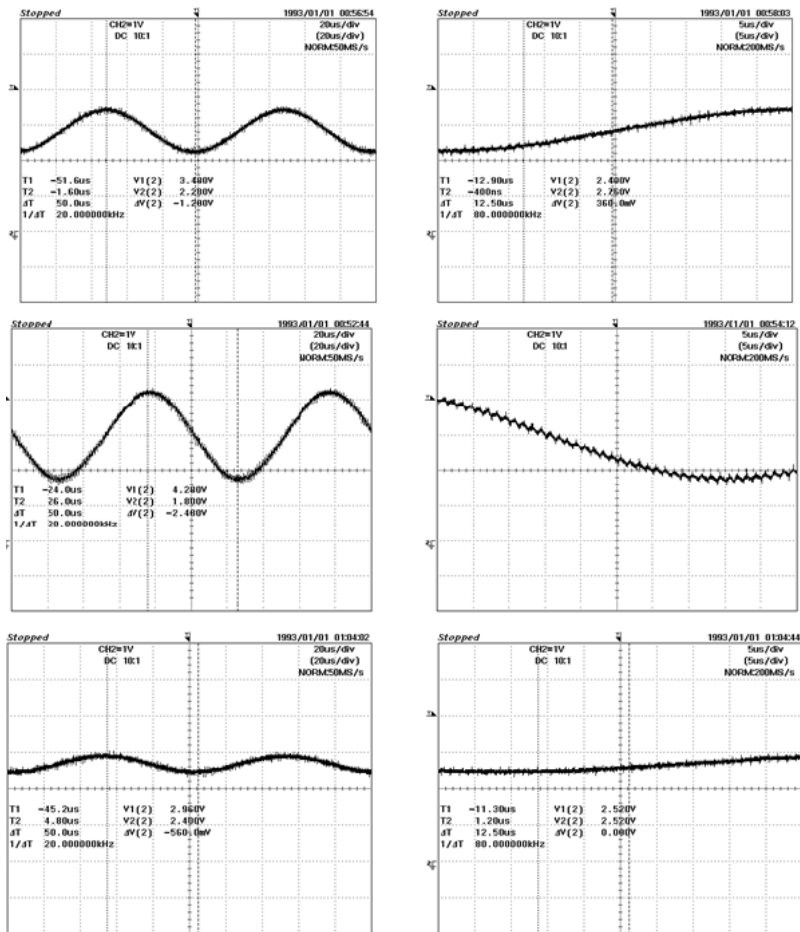 Stopped 1993/01/01 00:56:54
CH2=1V 20us/div
DC 10:1 (20us/div)
NORM:50MS/s
T1 -51.6us V1(2) 3.480V
T2 -1.60us V2(2) 2.280V
ΔT 50.0us ΔV(2) -1.200V
1/ΔT 20.000000kHz
Stopped 1993/01/01 00:58:03
CH2=1V 5us/div
DC 10:1 (5us/div)
NORM:200MS/s
T1 -12.90us V1(2) 2.400V
T2 -400ns V2(2) 2.760V
ΔT 12.50us ΔV(2) 360.0mV
1/ΔT 80.000000kHz
Stopped 1993/01/01 00:52:44
CH2=1V 20us/div
DC 10:1 (20us/div)
NORM:50MS/s
T1 -24.0us V1(2) 4.280V
T2 26.0us V2(2) 1.800V
ΔT 50.0us ΔV(2) -2.480V
1/ΔT 20.000000kHz
Stopped 1993/01/01 00:54:12
CH2=1V 5us/div
DC 10:1 (5us/div)
NORM:200MS/s
Stopped 1993/01/01 01:04:02
CH2=1V 20us/div
DC 10:1 (20us/div)
NORM:50MS/s
T1 -45.2us V1(2) 2.960V
T2 4.80us V2(2) 2.400V
ΔT 50.0us ΔV(2) -560.0mV
1/ΔT 20.000000kHz
Stopped 1993/01/01 01:04:44
CH2=1V 5us/div
DC 10:1 (5us/div)
NORM:200MS/s
T1 -11.30us V1(2) 2.520V
T2 1.20us V2(2) 2.520V
ΔT 12.50us ΔV(2) 0.000V
1/ΔT 80.000000kHz